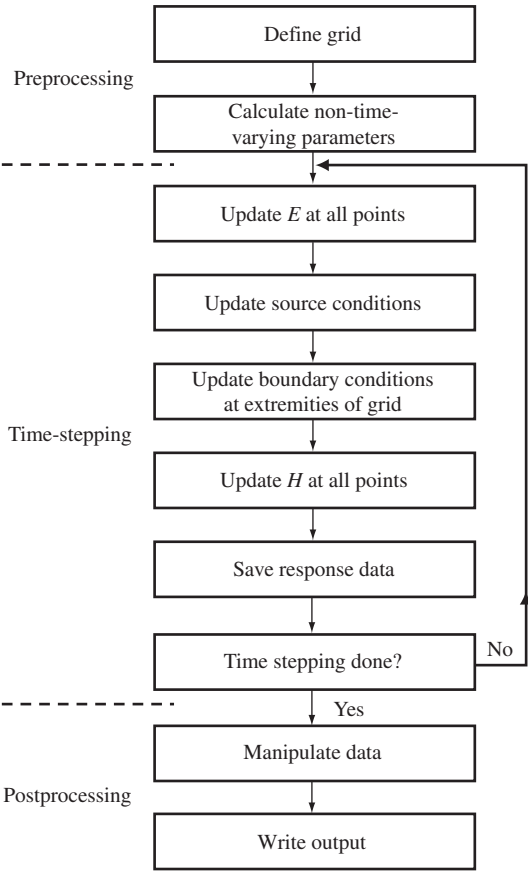 Define grid
Preprocessing
Calculate non-time-
varying parameters
Update E at all points
Update source conditions
Update boundary conditions
at extremities of grid
Time-stepping
Update H at all points
Save response data
Time stepping done?
No
Yes
Manipulate data
Postprocessing
Write output